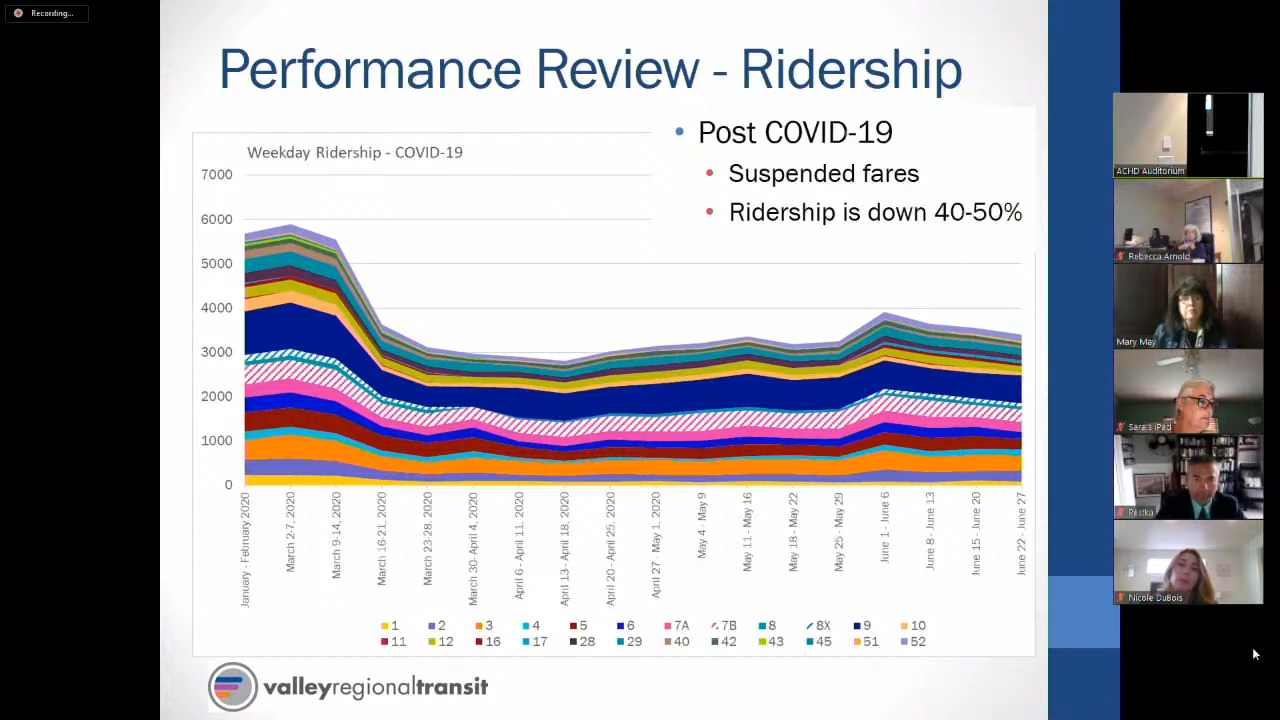 Recording...
Performance Review - Ridership
Post COVID-19
Suspended fares
Ridership is down 40-50%
Weekday Ridership - COVID-19
7000
6000
5000
4000
3000
2000
1000
0
January - February 2020
March 2-7, 2020
March 9-14, 2020
March 16-21, 2020
March 23-28, 2020
March 30- April 4, 2020
April 6 - April 11, 2020
April 13 - April 18, 2020
April 20 - April 25, 2020
April 27 - May 1, 2020
May 4 - May 9
May 11 - May 16
May 18 - May 22
May 25 - May 29
June 1 - June 6
June 8 - June 13
June 15 - June 20
June 22 - June 27
1 2 3 4 5 6 7A 7B 8 8X 9 10
11 12 16 17 28 29 40 42 43 45 51 52
valleyregionaltransit
ACHD Auditorium
Rebecca Arnold
Mary May
Sara's iPad
Nicole DuBois